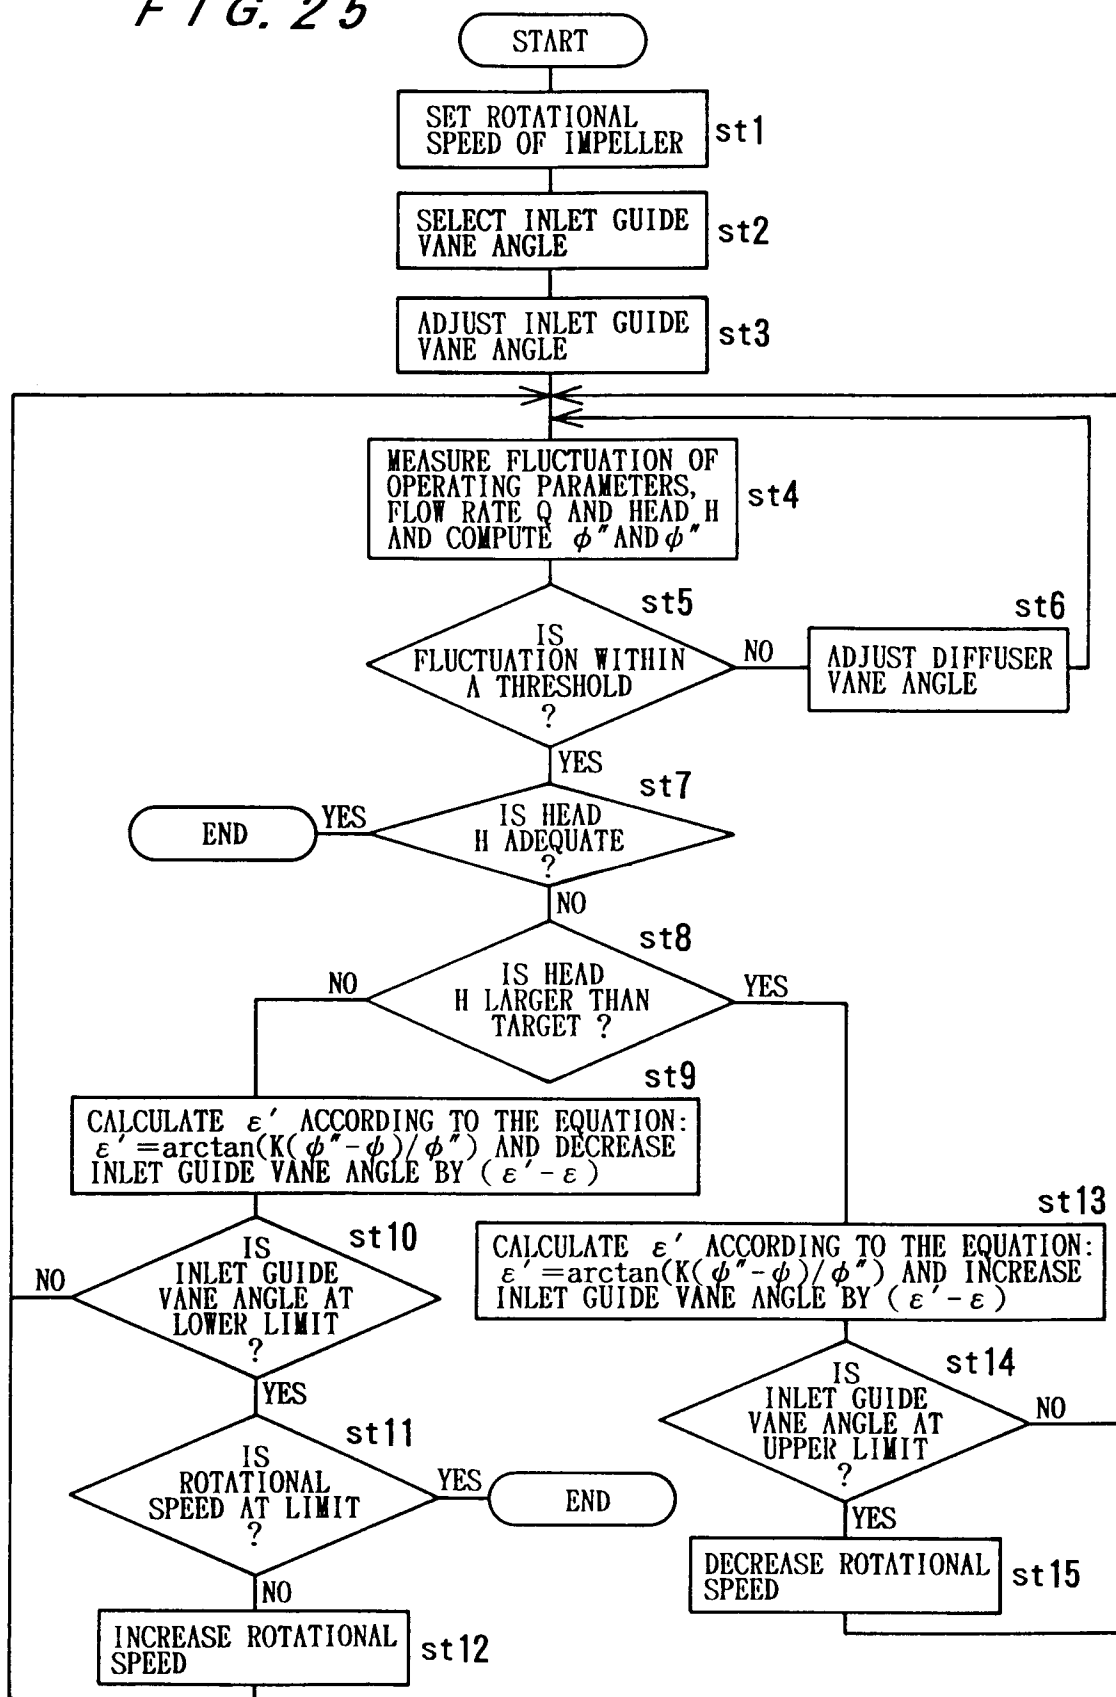 FIG. 25
START
SET ROTATIONAL
SPEED OF IMPELLER
st1
SELECT INLET GUIDE
VANE ANGLE
st2
ADJUST INLET GUIDE
VANE ANGLE
st3
MEASURE FLUCTUATION OF
OPERATING PARAMETERS,
FLOW RATE Q AND HEAD H
AND COMPUTE ϕ″ AND ϕ″
st4
st5
IS
FLUCTUATION WITHIN
A THRESHOLD
?
NO
st6
ADJUST DIFFUSER
VANE ANGLE
YES
st7
IS HEAD
H ADEQUATE
?
YES
END
NO
st8
IS HEAD
H LARGER THAN
TARGET ?
NO
YES
st9
CALCULATE ε′ ACCORDING TO THE EQUATION:
ε′=arctan(K(ϕ″-ϕ)/ϕ″) AND DECREASE
INLET GUIDE VANE ANGLE BY (ε′-ε)
st10
IS
INLET GUIDE
VANE ANGLE AT
LOWER LIMIT
?
NO
YES
st11
IS
ROTATIONAL
SPEED AT LIMIT
?
YES
END
NO
INCREASE ROTATIONAL
SPEED
st12
st13
CALCULATE ε′ ACCORDING TO THE EQUATION:
ε′=arctan(K(ϕ″-ϕ)/ϕ″) AND INCREASE
INLET GUIDE VANE ANGLE BY (ε′-ε)
st14
IS
INLET GUIDE
VANE ANGLE AT
UPPER LIMIT
?
NO
YES
DECREASE ROTATIONAL
SPEED
st15